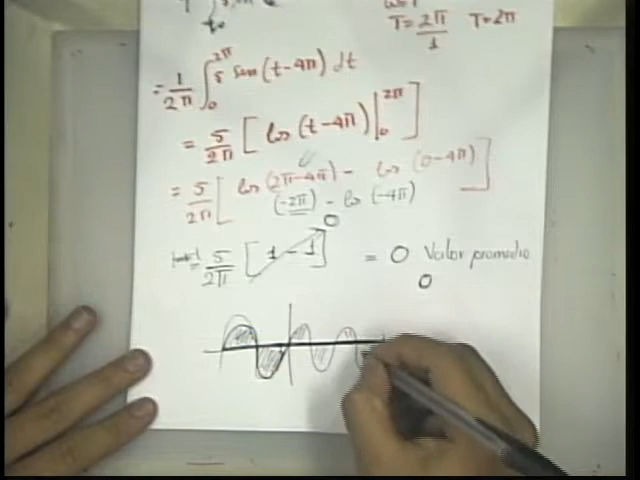 T = 2π/1 T=2π
= 1/2π ∫₀^2π 5 sen (t-4π) dt
= 5/2π [ cos (t-4π) |₀^2π ]
= 5/2π [ cos (2π-4π) - cos (0-4π) ]
(-2π) - cos (-4π)
= 5/2π [ 1 - 1 ] 0 = 0 Valor promedio
0